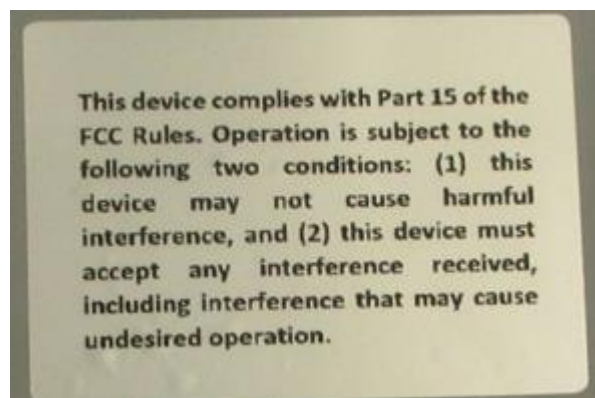 This device complies with Part 15 of the
FCC Rules. Operation is subject to the
following two conditions: (1) this
device may not cause harmful
interference, and (2) this device must
accept any interference received,
including interference that may cause
undesired operation.